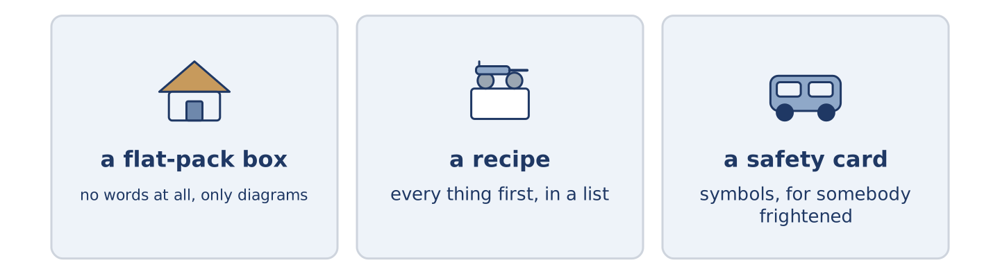 a flat-pack box
no words at all, only diagrams
a recipe
every thing first, in a list
a safety card
symbols, for somebody
frightened